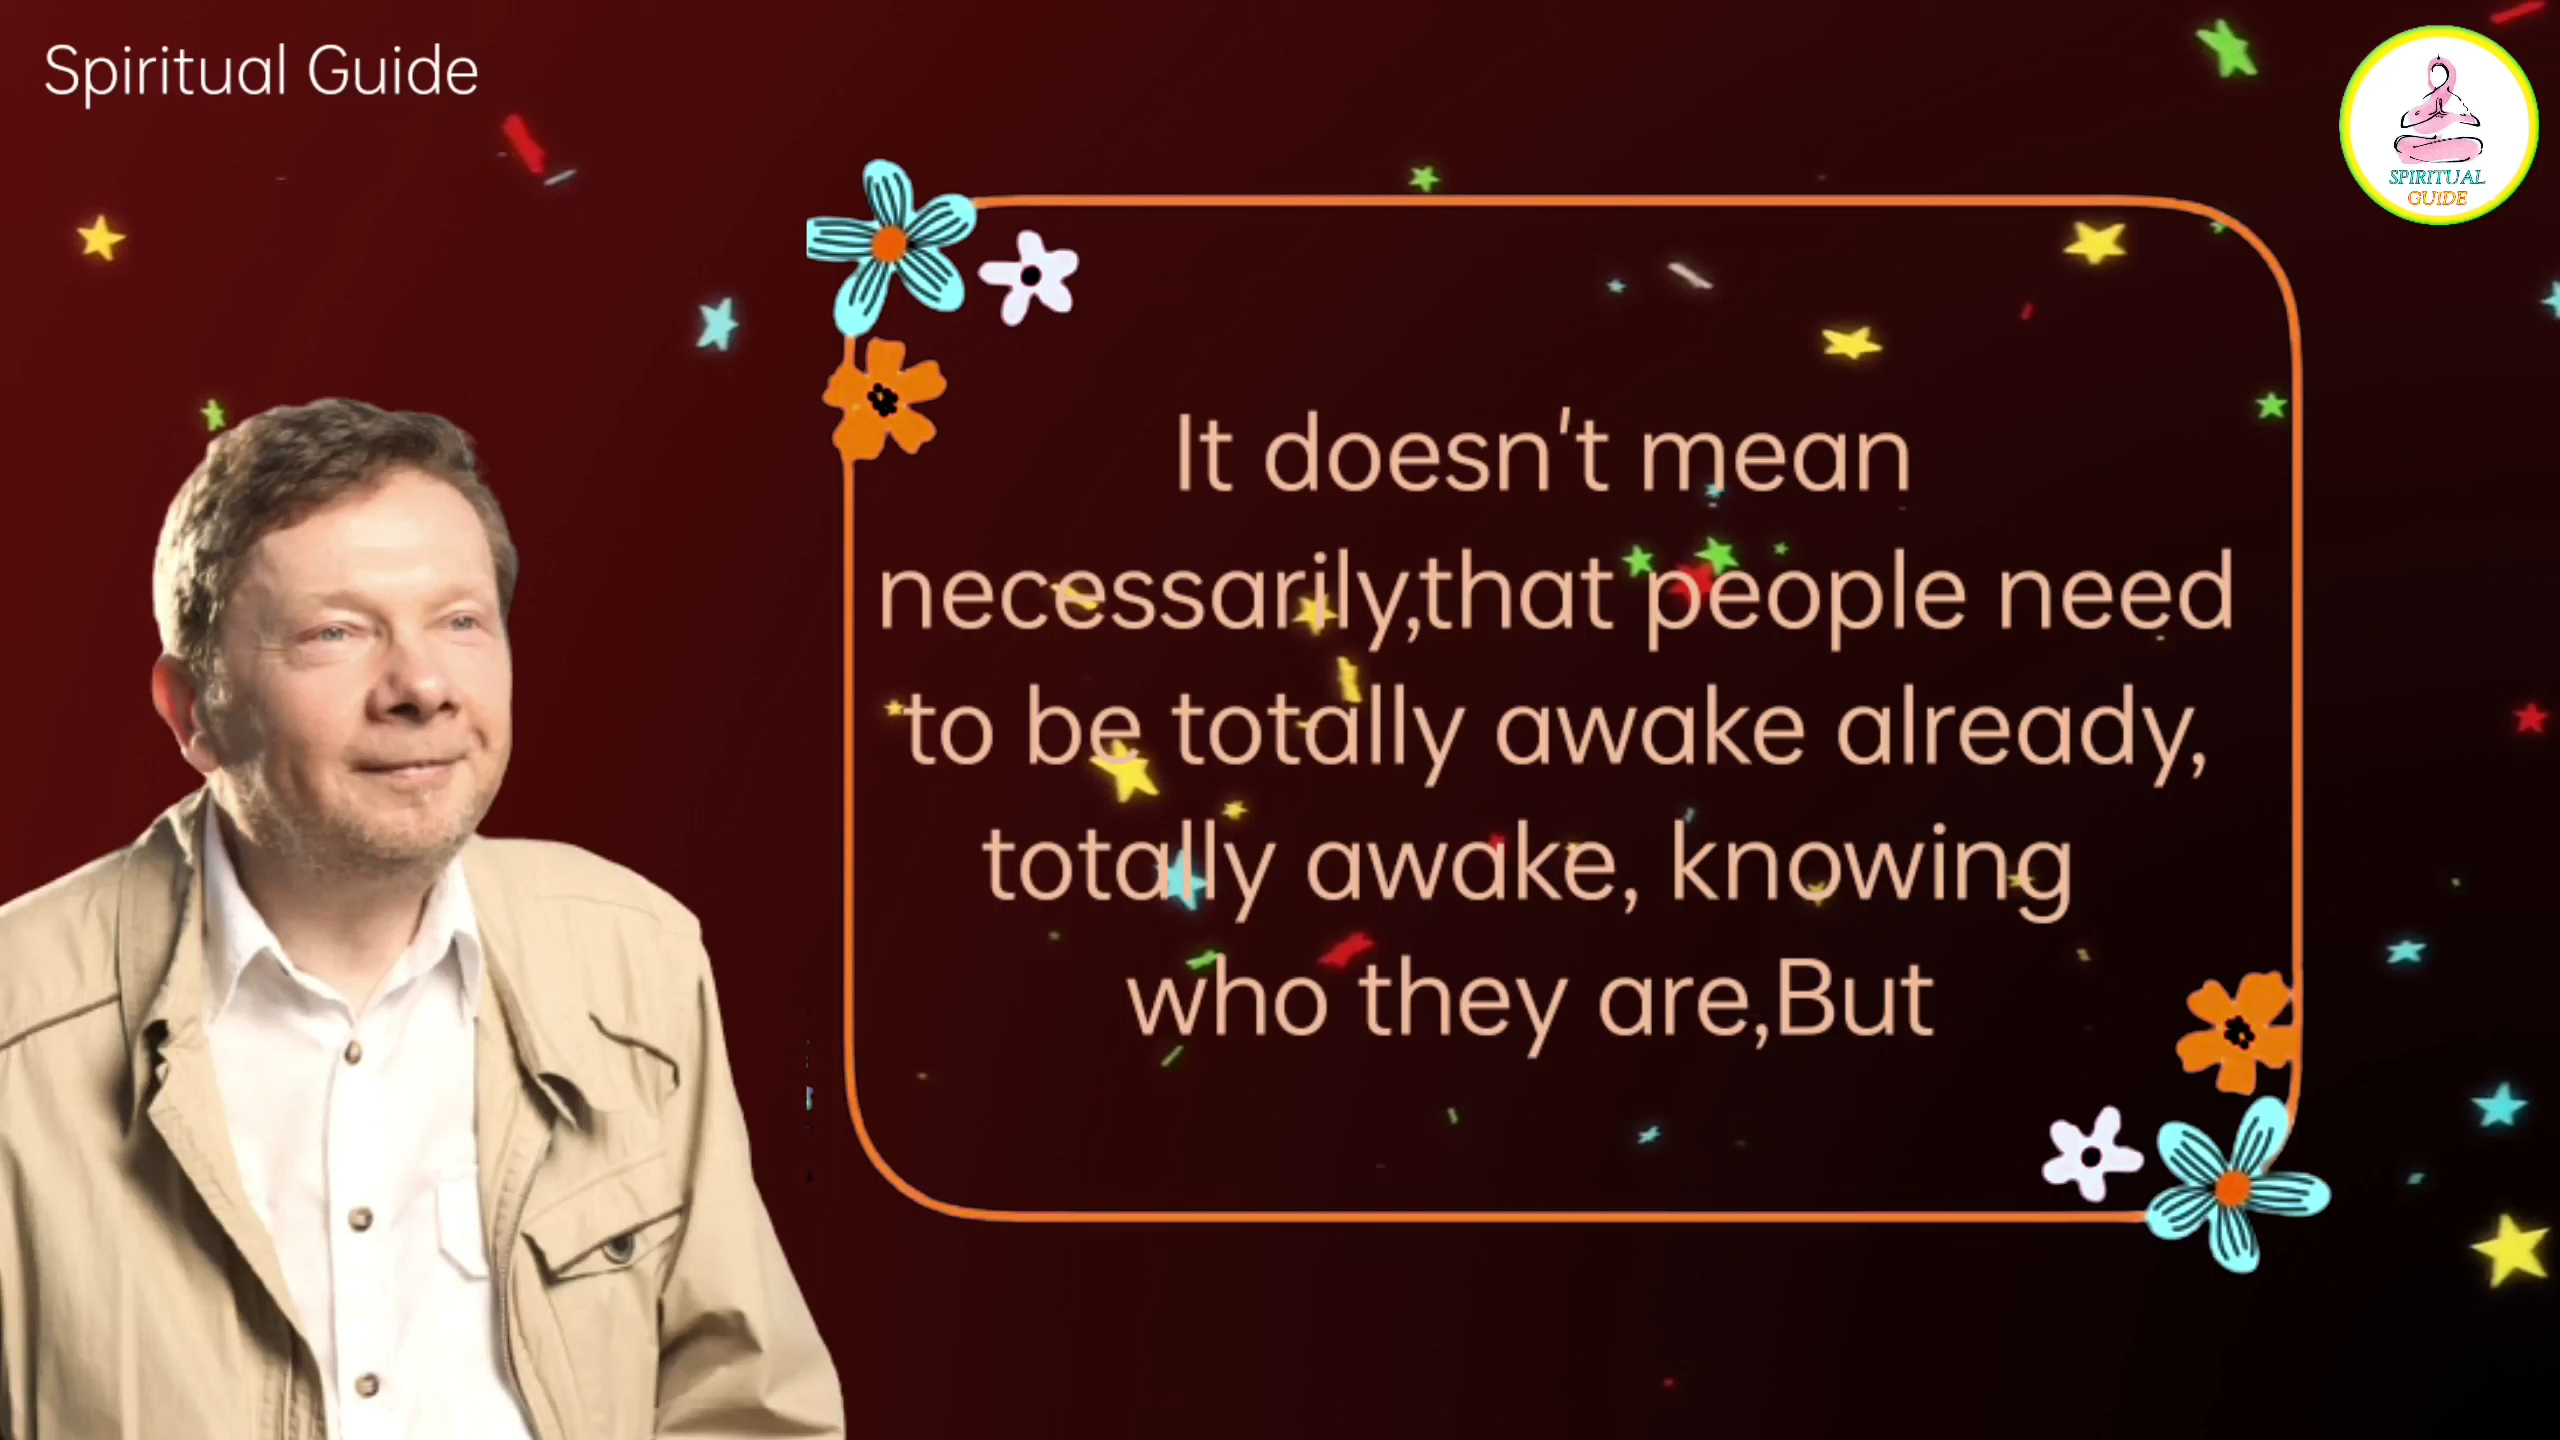 Spiritual Guide
SPIRITUAL
GUIDE
It doesn't mean
necessarily,that people need
to be totally awake already,
totally awake, knowing
who they are,But